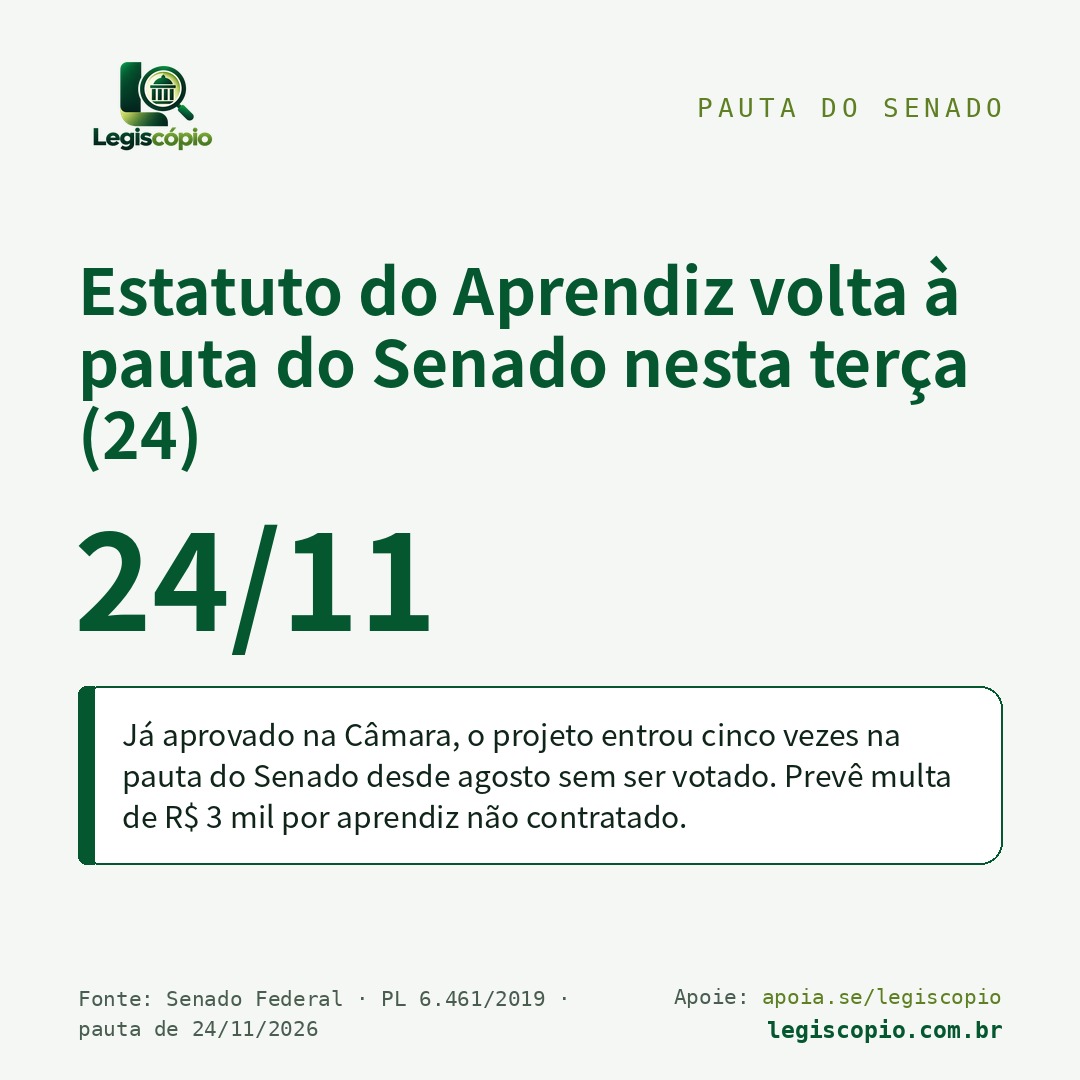 Legiscópio
PAUTA DO SENADO
Estatuto do Aprendiz volta à
pauta do Senado nesta terça
(24)
24/11
Já aprovado na Câmara, o projeto entrou cinco vezes na
pauta do Senado desde agosto sem ser votado. Prevê multa
de R$ 3 mil por aprendiz não contratado.
Fonte: Senado Federal · PL 6.461/2019 ·
pauta de 24/11/2026
Apoie: apoia.se/legiscopio
legiscopio.com.br